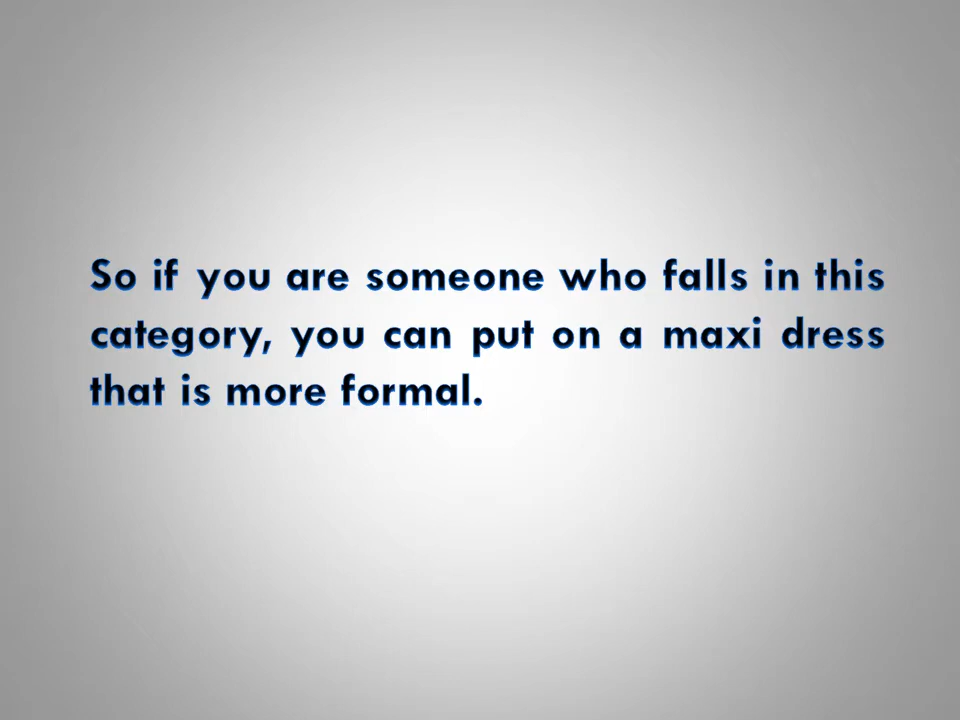 So if you are someone who falls in this
category, you can put on a maxi dress
that is more formal.